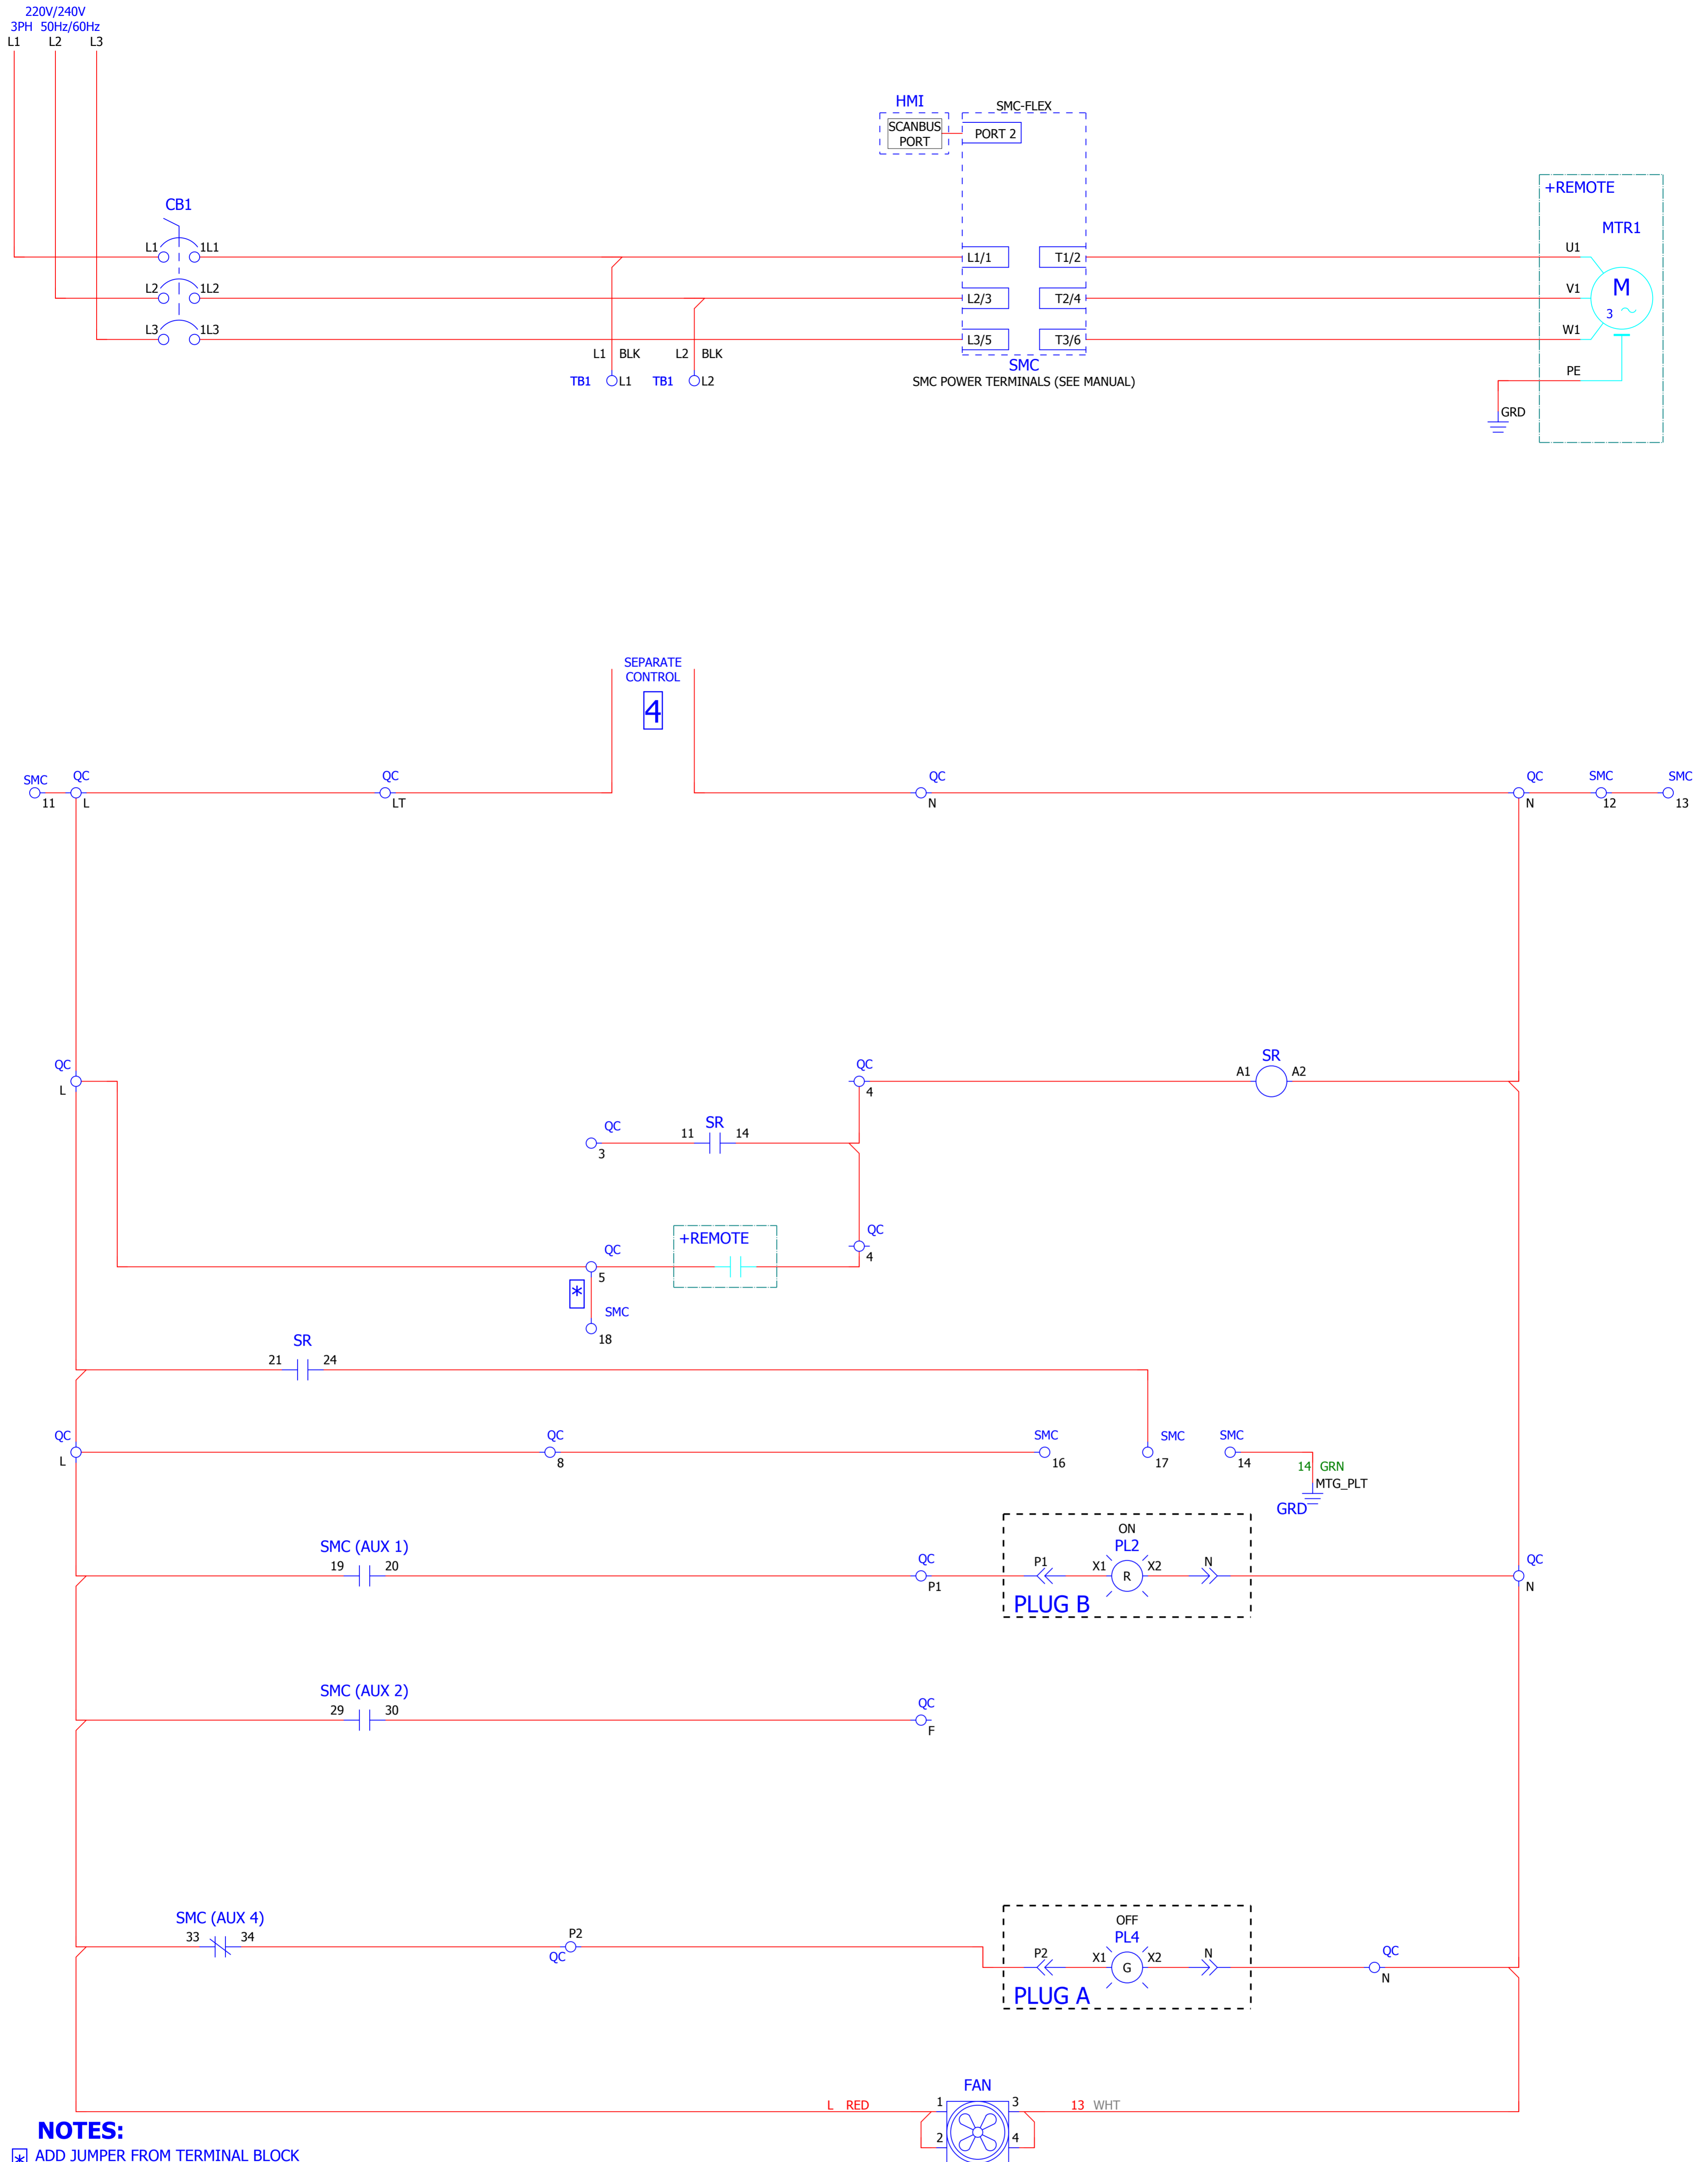 220V/240V
3PH 50Hz/60Hz
L1 L2 L3
HMI
SCANBUS
PORT
SMC-FLEX
PORT 2
+REMOTE
MTR1
CB1
L1 1L1
L1/1 T1/2
U1
L2 1L2
L2/3 T2/4
V1
M
3
L3 1L3
L3/5 T3/6
W1
L1 BLK L2 BLK
SMC
PE
TB1 L1 TB1 L2
SMC POWER TERMINALS (SEE MANUAL)
GRD
SEPARATE
CONTROL
4
SMC QC QC QC QC SMC SMC
11 L LT N N 12 13
QC QC SR
L 4 A1 A2
QC SR
3 11 14
QC
4
+REMOTE
QC
5
*
SMC
18
SR
21 24
QC QC SMC SMC SMC
L 8 16 17 14
14 GRN
MTG_PLT
GRD
ON
SMC (AUX 1) PL2
19 20 QC P1 X1 R X2 N QC
P1 N
PLUG B
SMC (AUX 2)
29 30 QC
F
OFF
SMC (AUX 4) PL4
33 34 P2 P2 X1 G X2 N QC
QC N
PLUG A
FAN
L RED 1 3 13 WHT
2 4
NOTES:
* ADD JUMPER FROM TERMINAL BLOCK